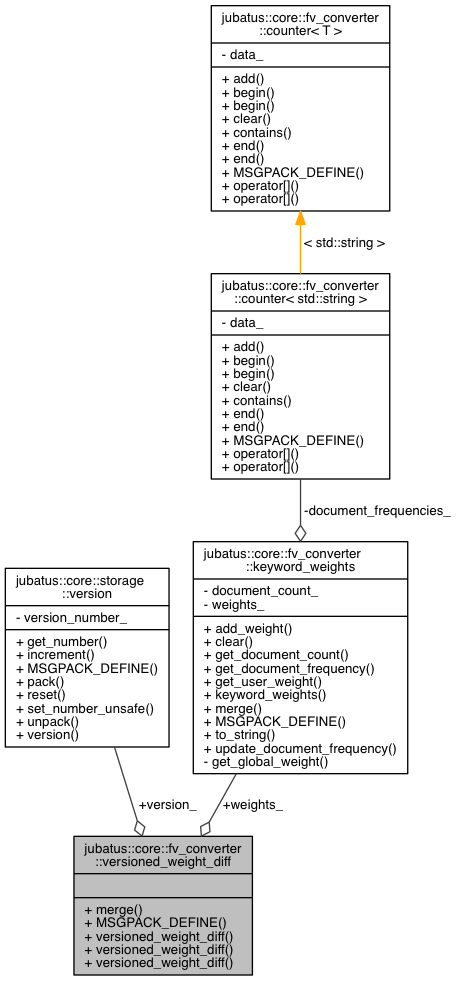 jubatus::core::fv_converter
::counter< T >
- data_
+ add()
+ begin()
+ begin()
+ clear()
+ contains()
+ end()
+ end()
+ MSGPACK_DEFINE()
+ operator[]()
+ operator[]()
< std::string >
jubatus::core::fv_converter
::counter< std::string >
- data_
+ add()
+ begin()
+ begin()
+ clear()
+ contains()
+ end()
+ end()
+ MSGPACK_DEFINE()
+ operator[]()
+ operator[]()
-document_frequencies_
jubatus::core::fv_converter
::keyword_weights
- document_count_
- weights_
+ add_weight()
+ clear()
+ get_document_count()
+ get_document_frequency()
+ get_user_weight()
+ keyword_weights()
+ merge()
+ MSGPACK_DEFINE()
+ to_string()
+ update_document_frequency()
- get_global_weight()
jubatus::core::storage
::version
- version_number_
+ get_number()
+ increment()
+ MSGPACK_DEFINE()
+ pack()
+ reset()
+ set_number_unsafe()
+ unpack()
+ version()
+version_
+weights_
jubatus::core::fv_converter
::versioned_weight_diff
+ merge()
+ MSGPACK_DEFINE()
+ versioned_weight_diff()
+ versioned_weight_diff()
+ versioned_weight_diff()